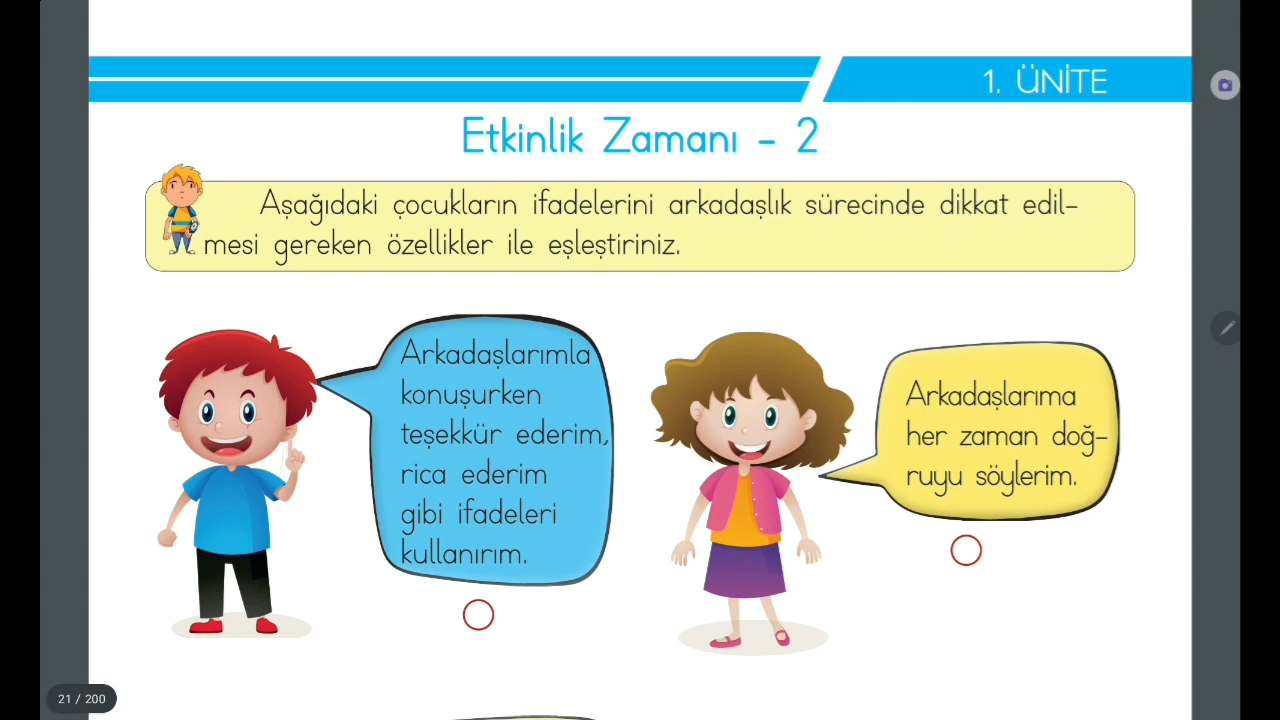 1. ÜNİTE
Etkinlik Zamanı - 2
Aşağıdaki çocukların ifadelerini arkadaşlık sürecinde dikkat edil-
mesi gereken özellikler ile eşleştiriniz.
Arkadaşlarımla
konuşurken
teşekkür ederim,
rica ederim
gibi ifadeleri
kullanırım.
Arkadaşlarıma
her zaman doğ-
ruyu söylerim.
21 / 200